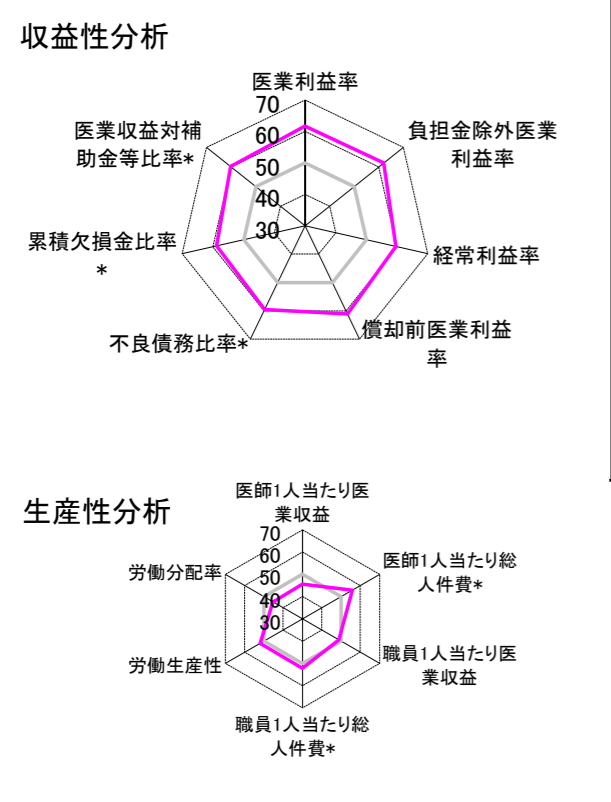 収益性分析
医業利益率
70
60
50
40
30
負担金除外医業
利益率
経常利益率
償却前医業利益
率
不良債務比率*
累積欠損金比率
*
医業収益対補
助金等比率*
生産性分析
医師1人当たり医
業収益
70
60
50
40
30
医師1人当たり総
人件費*
職員1人当たり医
業収益
職員1人当たり総
人件費*
労働生産性
労働分配率